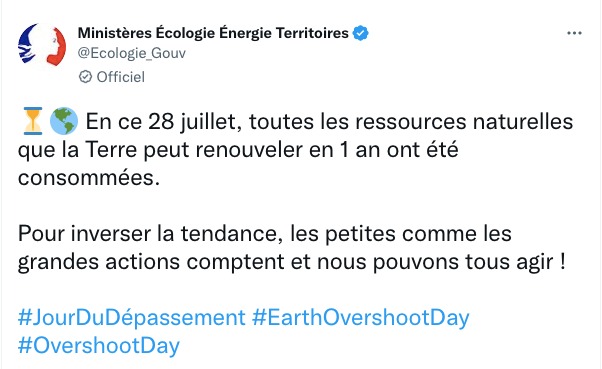 Ministères Écologie Énergie Territoires
@Ecologie_Gouv
Officiel
⏳🌎 En ce 28 juillet, toutes les ressources naturelles
que la Terre peut renouveler en 1 an ont été
consommées.
Pour inverser la tendance, les petites comme les
grandes actions comptent et nous pouvons tous agir !
#JourDuDépassement #EarthOvershootDay
#OvershootDay